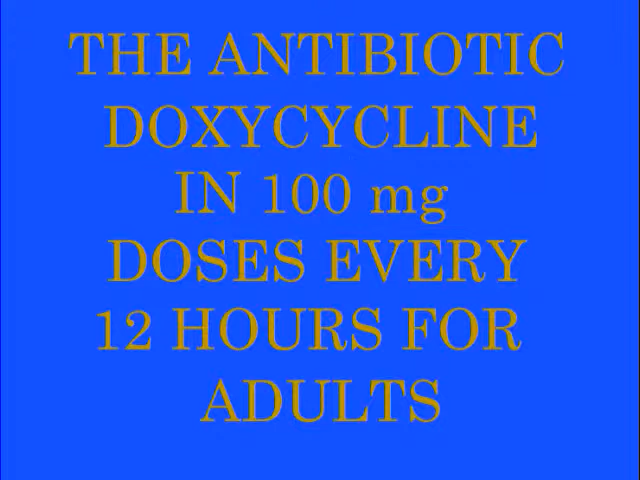 THE ANTIBIOTIC
DOXYCYCLINE
IN 100 mg
DOSES EVERY
12 HOURS FOR
ADULTS